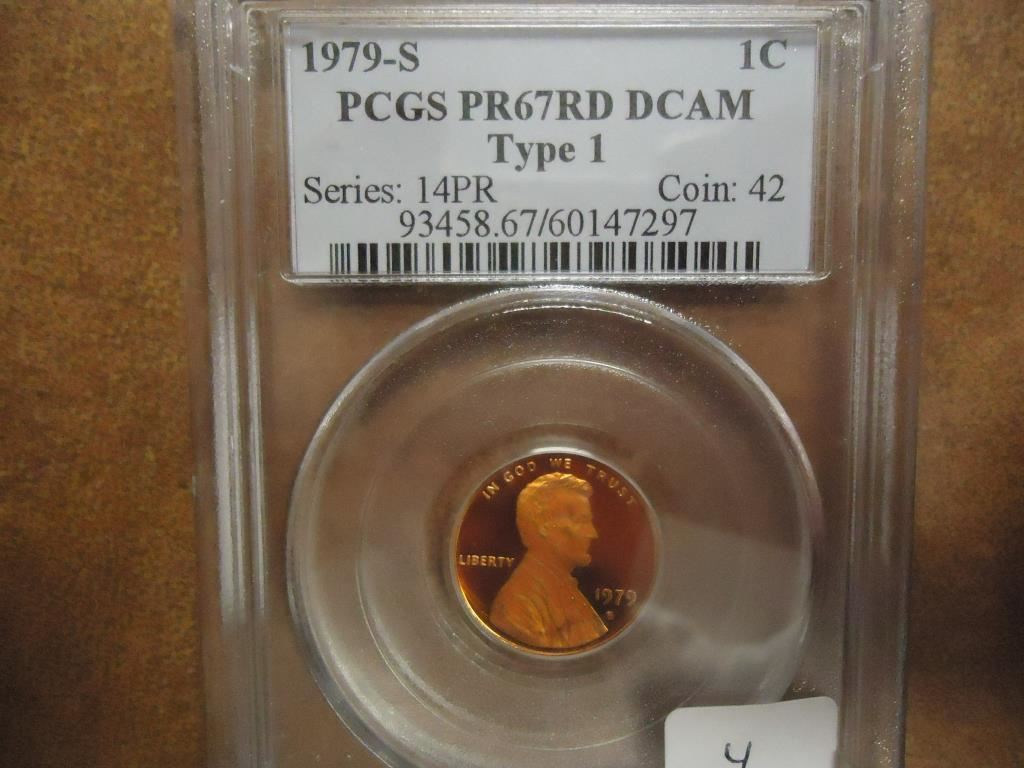 1979-S 1C
PCGS PR67RD DCAM
Type 1
Series: 14PR Coin: 42
93458.67/60147297
IN GOD WE TRUST
LIBERTY
1979
S
4